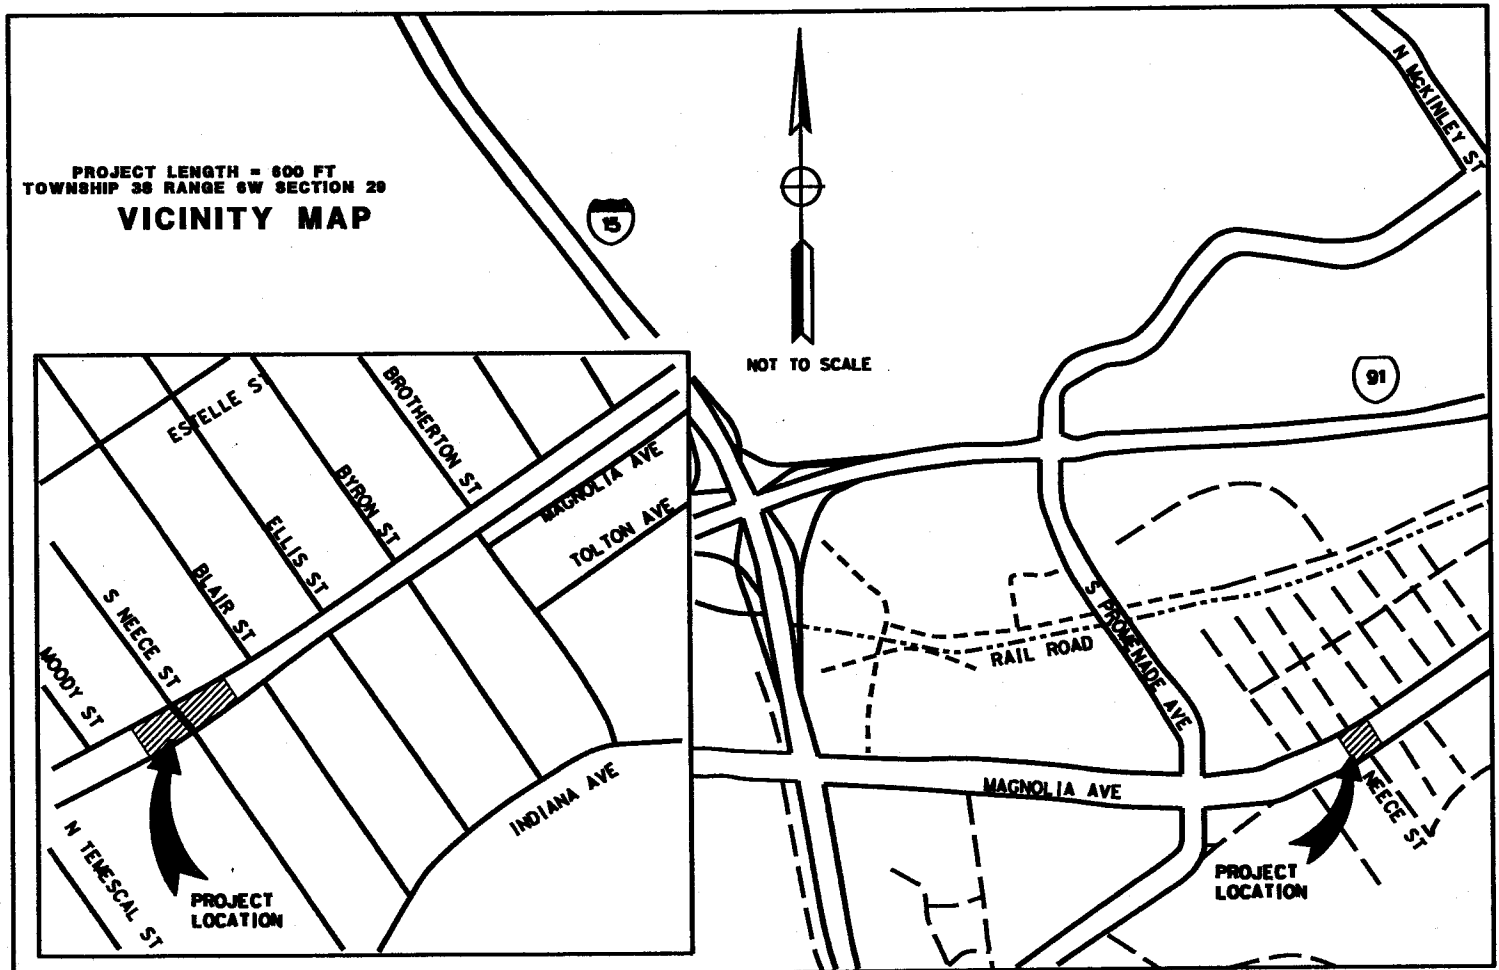 PROJECT LENGTH = 600 FT
TOWNSHIP 3S RANGE 6W SECTION 29
VICINITY MAP
15
NOT TO SCALE
N MCKINLEY ST
91
ESTELLE ST
BROTHERTON ST
BYRON ST
ELLIS ST
BLAIR ST
S NEECE ST
MOODY ST
MAGNOLIA AVE
TOLTON AVE
INDIANA AVE
N TEMESCAL ST
PROJECT
LOCATION
RAIL ROAD
S PROMENADE AVE
MAGNOLIA AVE
NEECE ST
PROJECT
LOCATION